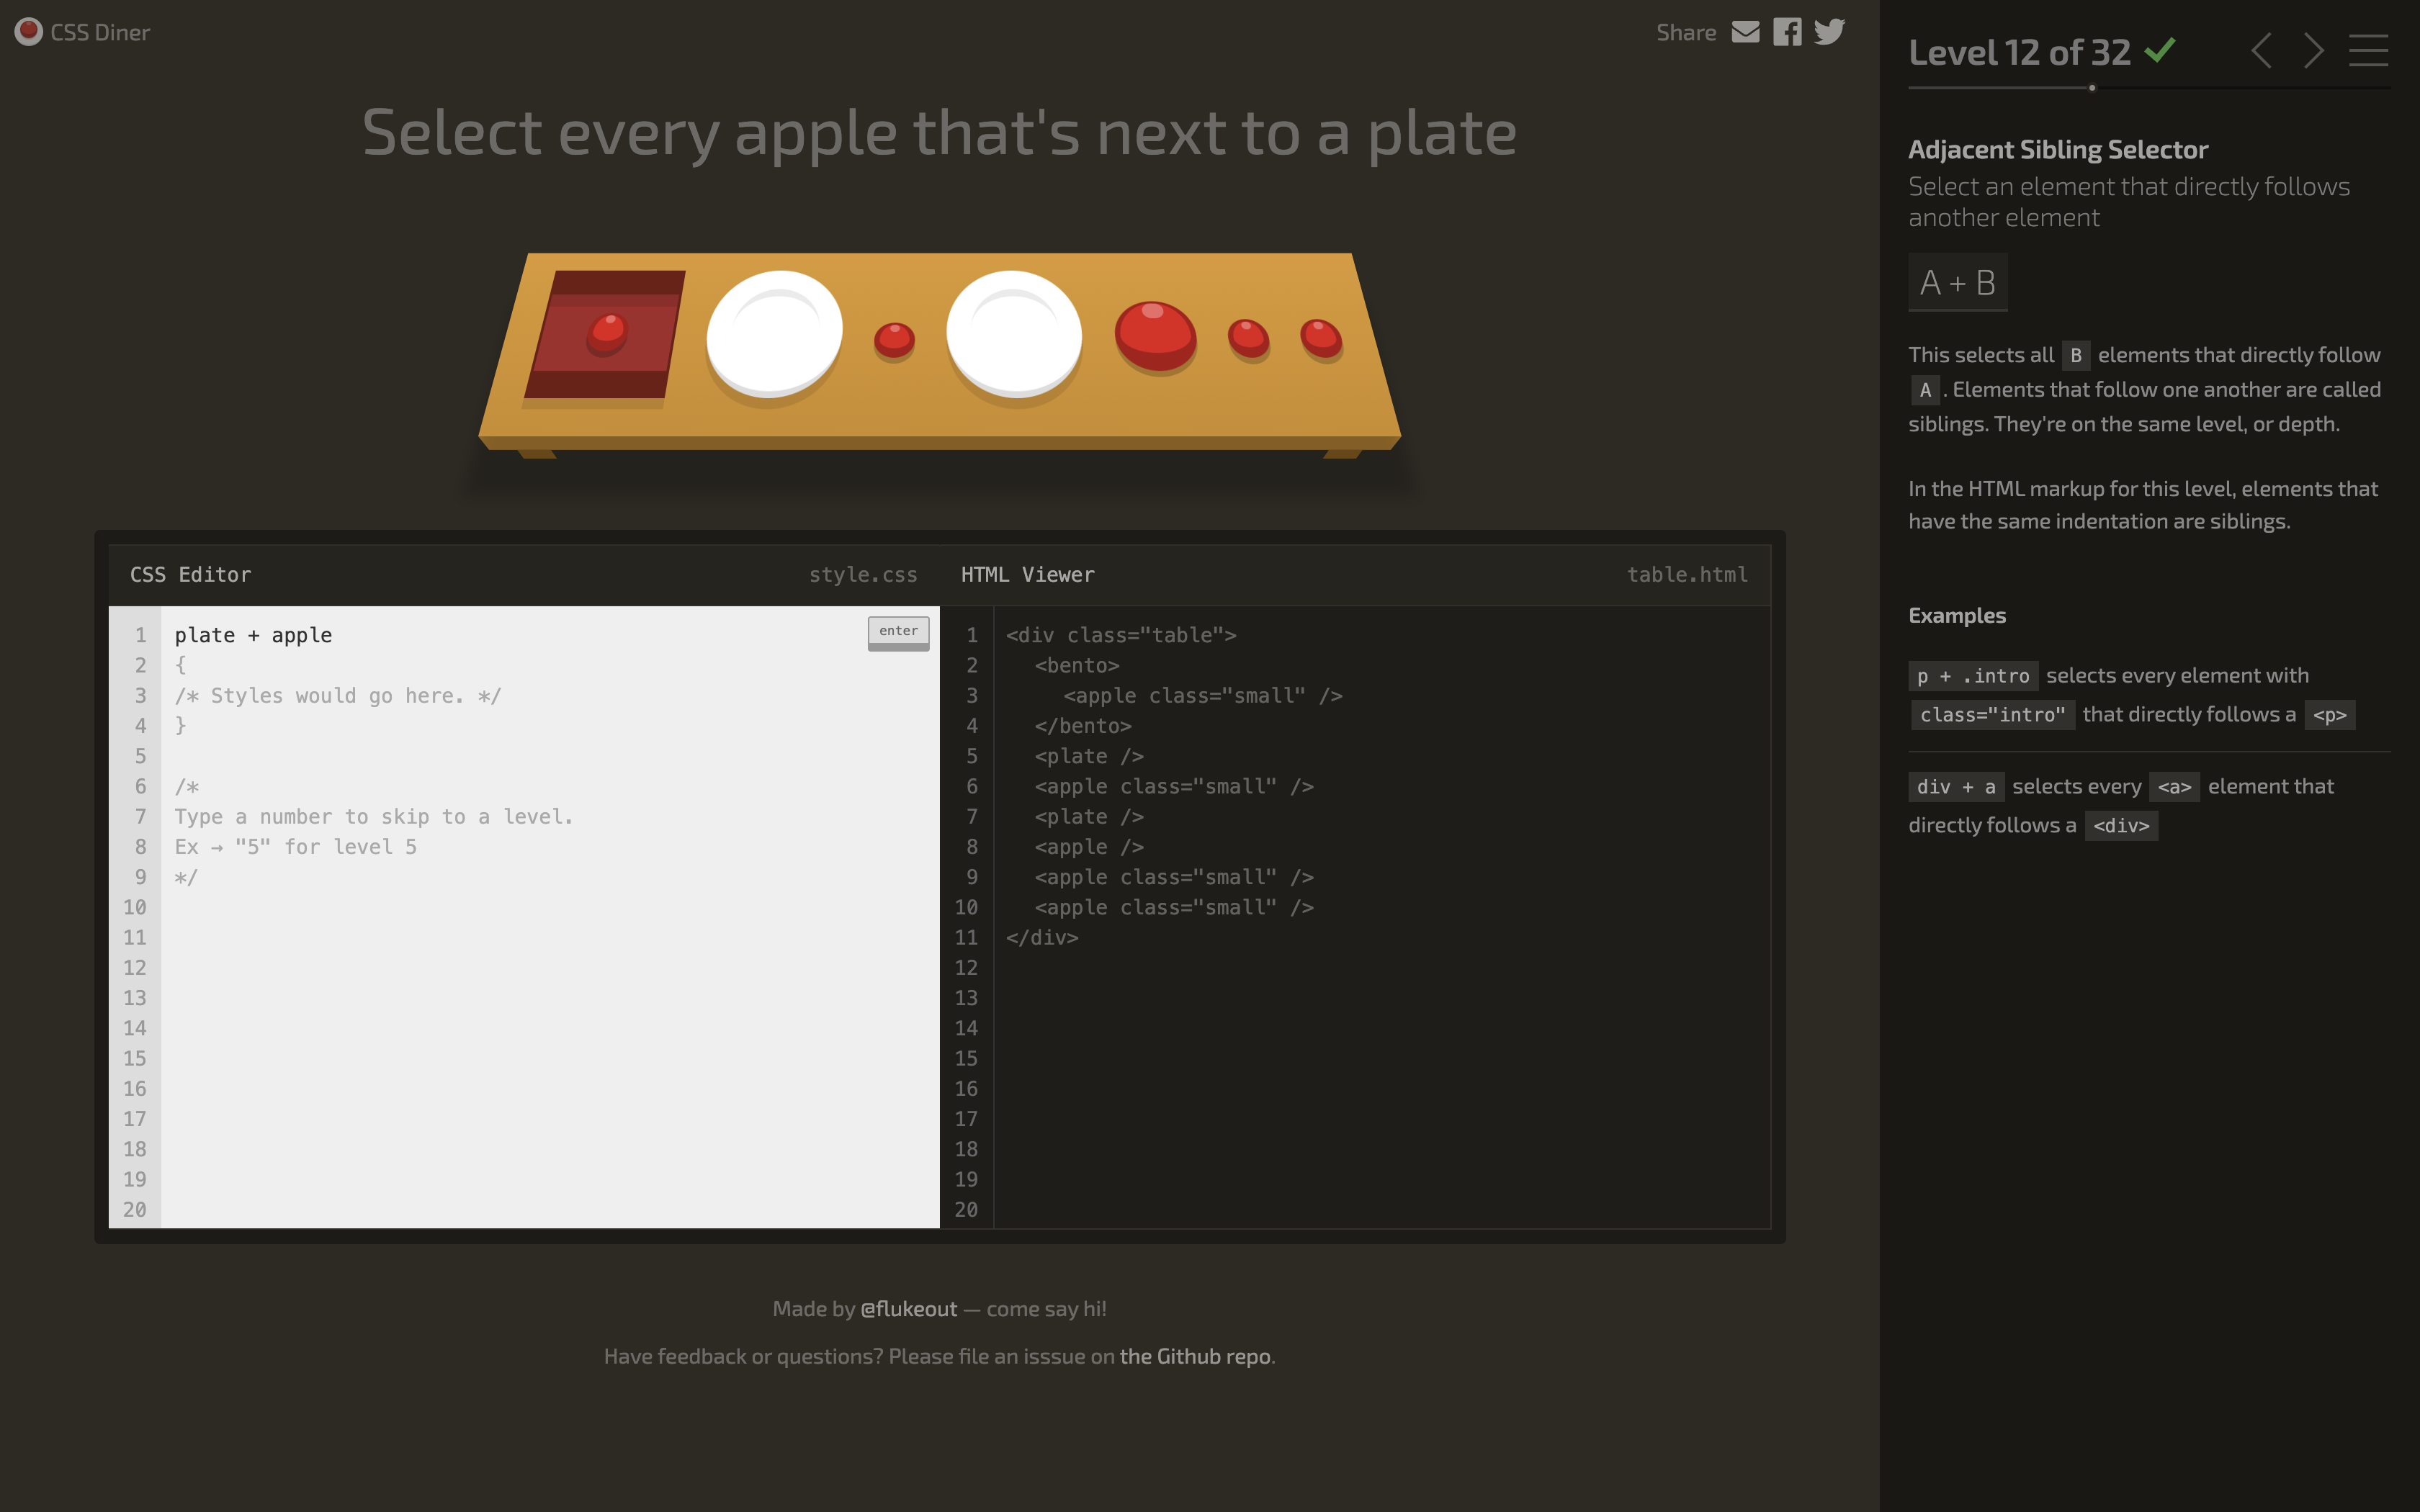 CSS Diner
Share
Select every apple that's next to a plate
CSS Editor style.css
1 plate + apple enter
2 {
3 /* Styles would go here. */
4 }
5
6 /*
7 Type a number to skip to a level.
8 Ex → "5" for level 5
9 */
10
11
12
13
14
15
16
17
18
19
20
HTML Viewer table.html
1 <div class="table">
2 <bento>
3 <apple class="small" />
4 </bento>
5 <plate />
6 <apple class="small" />
7 <plate />
8 <apple />
9 <apple class="small" />
10 <apple class="small" />
11 </div>
12
13
14
15
16
17
18
19
20
Made by @flukeout — come say hi!
Have feedback or questions? Please file an isssue on the Github repo.
Level 12 of 32
Adjacent Sibling Selector
Select an element that directly follows
another element
A + B
This selects all B elements that directly follow
A . Elements that follow one another are called
siblings. They're on the same level, or depth.
In the HTML markup for this level, elements that
have the same indentation are siblings.
Examples
p + .intro selects every element with
class="intro" that directly follows a <p>
div + a selects every <a> element that
directly follows a <div>